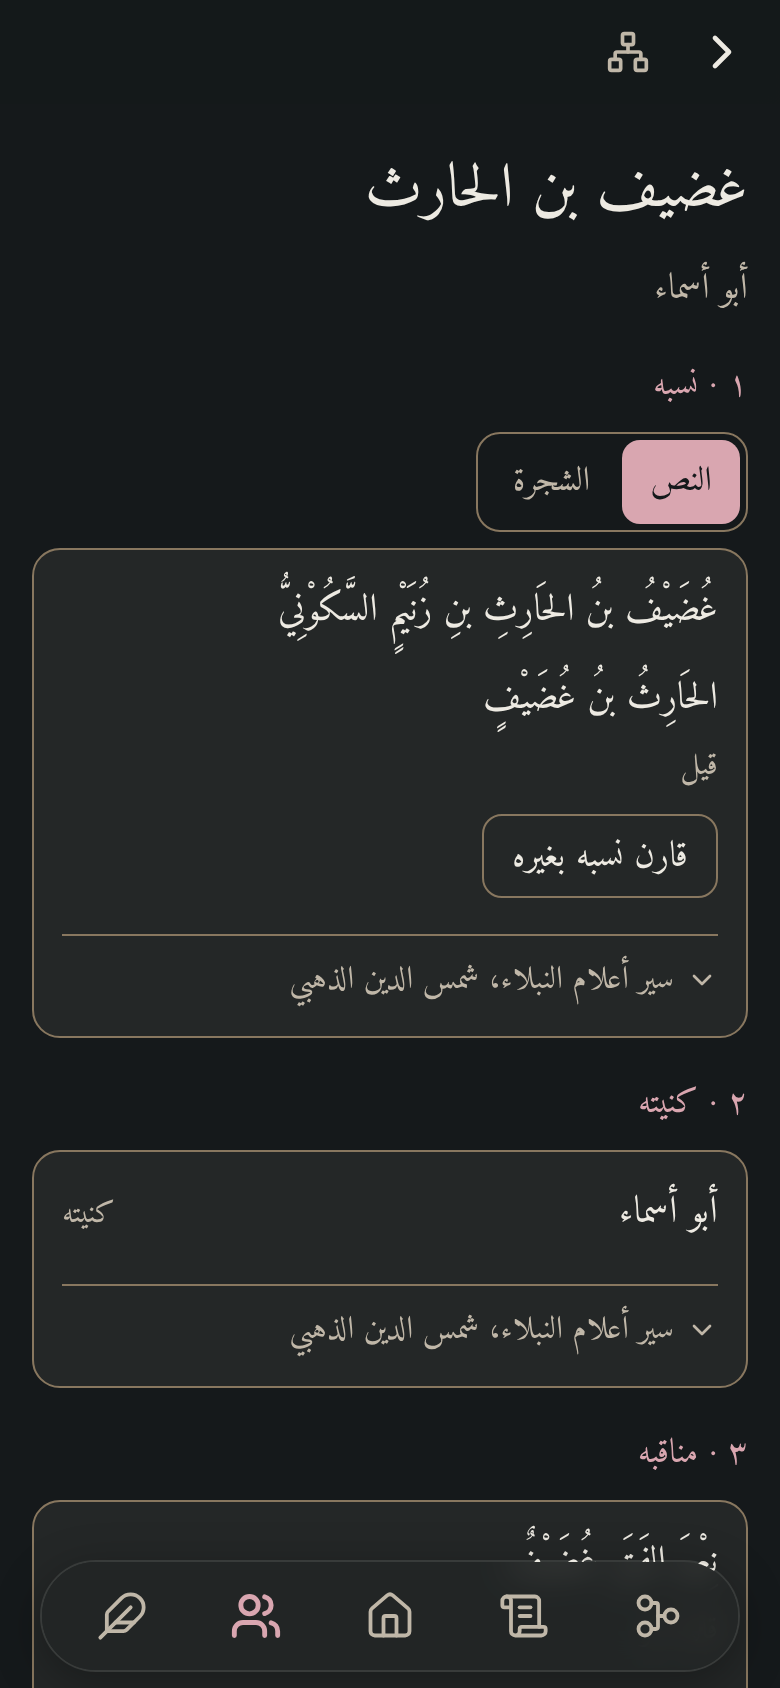 غضيف بن الحارث
أبو أسماء
١ · نسبه
النص
الشجرة
غُضَيْفُ بنُ الحَارِثِ بنِ زُنَيْمٍ السَّكُوْنِيُّ
الحَارِثُ بنُ غُضَيْفٍ
قيل
قارن نسبه بغيره
سير أعلام النبلاء، شمس الدين الذهبي
٢ · كنيته
أبو أسماء
كنيته
سير أعلام النبلاء، شمس الدين الذهبي
٣ · مناقبه
الفَتَى غُضَيْفٌ